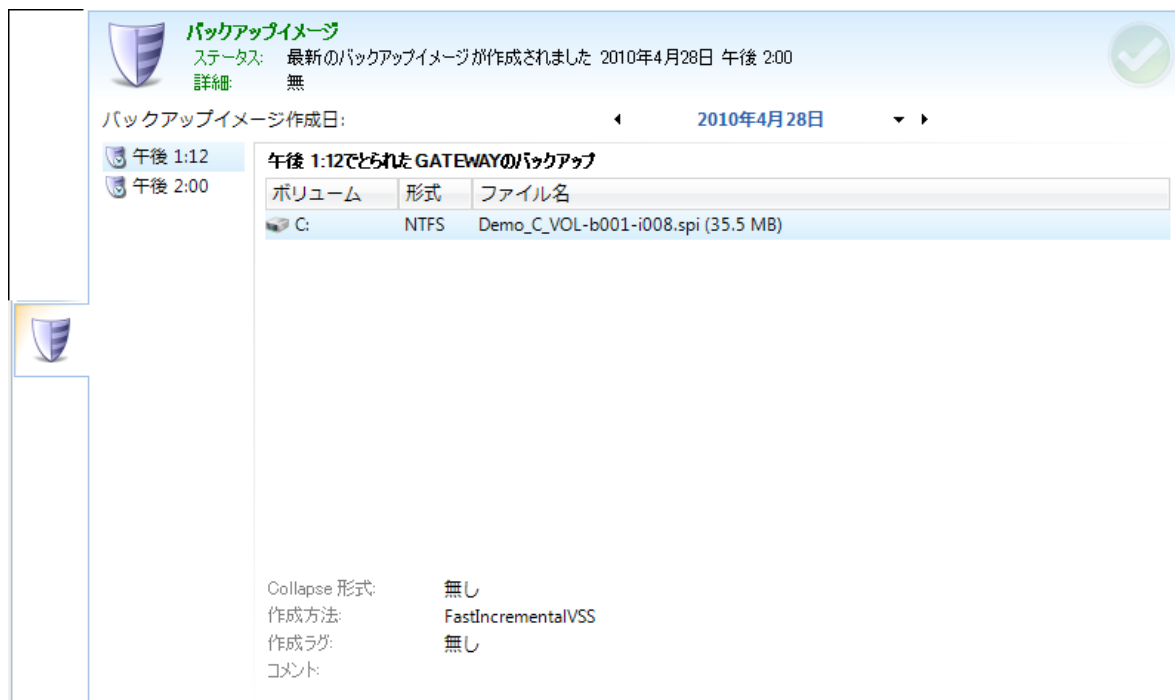 バックアップイメージ
ステータス: 最新のバックアップイメージが作成されました 2010年4月28日 午後 2:00
詳細: 無
バックアップイメージ作成日: 2010年4月28日
午後 1:12
午後 2:00
午後 1:12でとられた GATEWAYのバックアップ
ボリューム 形式 ファイル名
C: NTFS Demo_C_VOL-b001-i008.spi (35.5 MB)
Collapse 形式: 無し
作成方法: FastIncrementalVSS
作成ラグ: 無し
コメント: